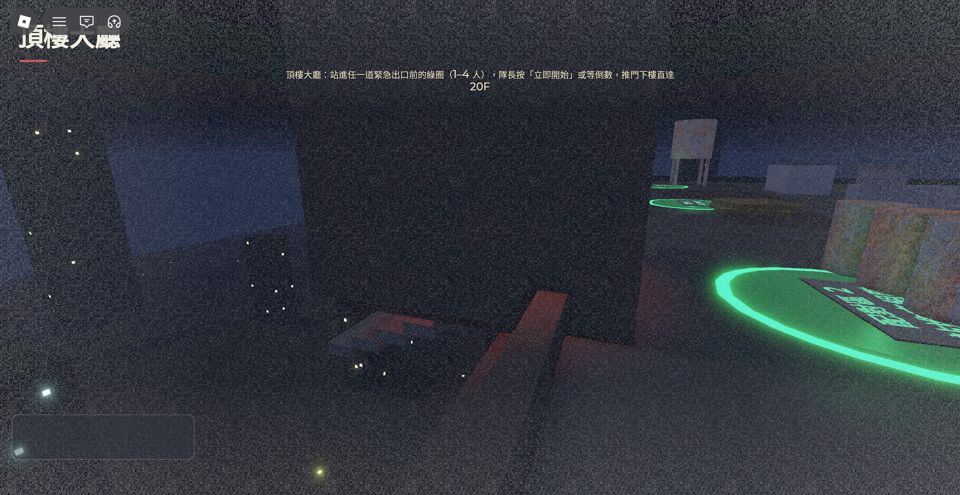 頂樓大廳
頂樓大廳：站進任一道緊急出口前的綠圈（1–4 人），隊長按「立即開始」或等倒數，推門下樓直達
20F